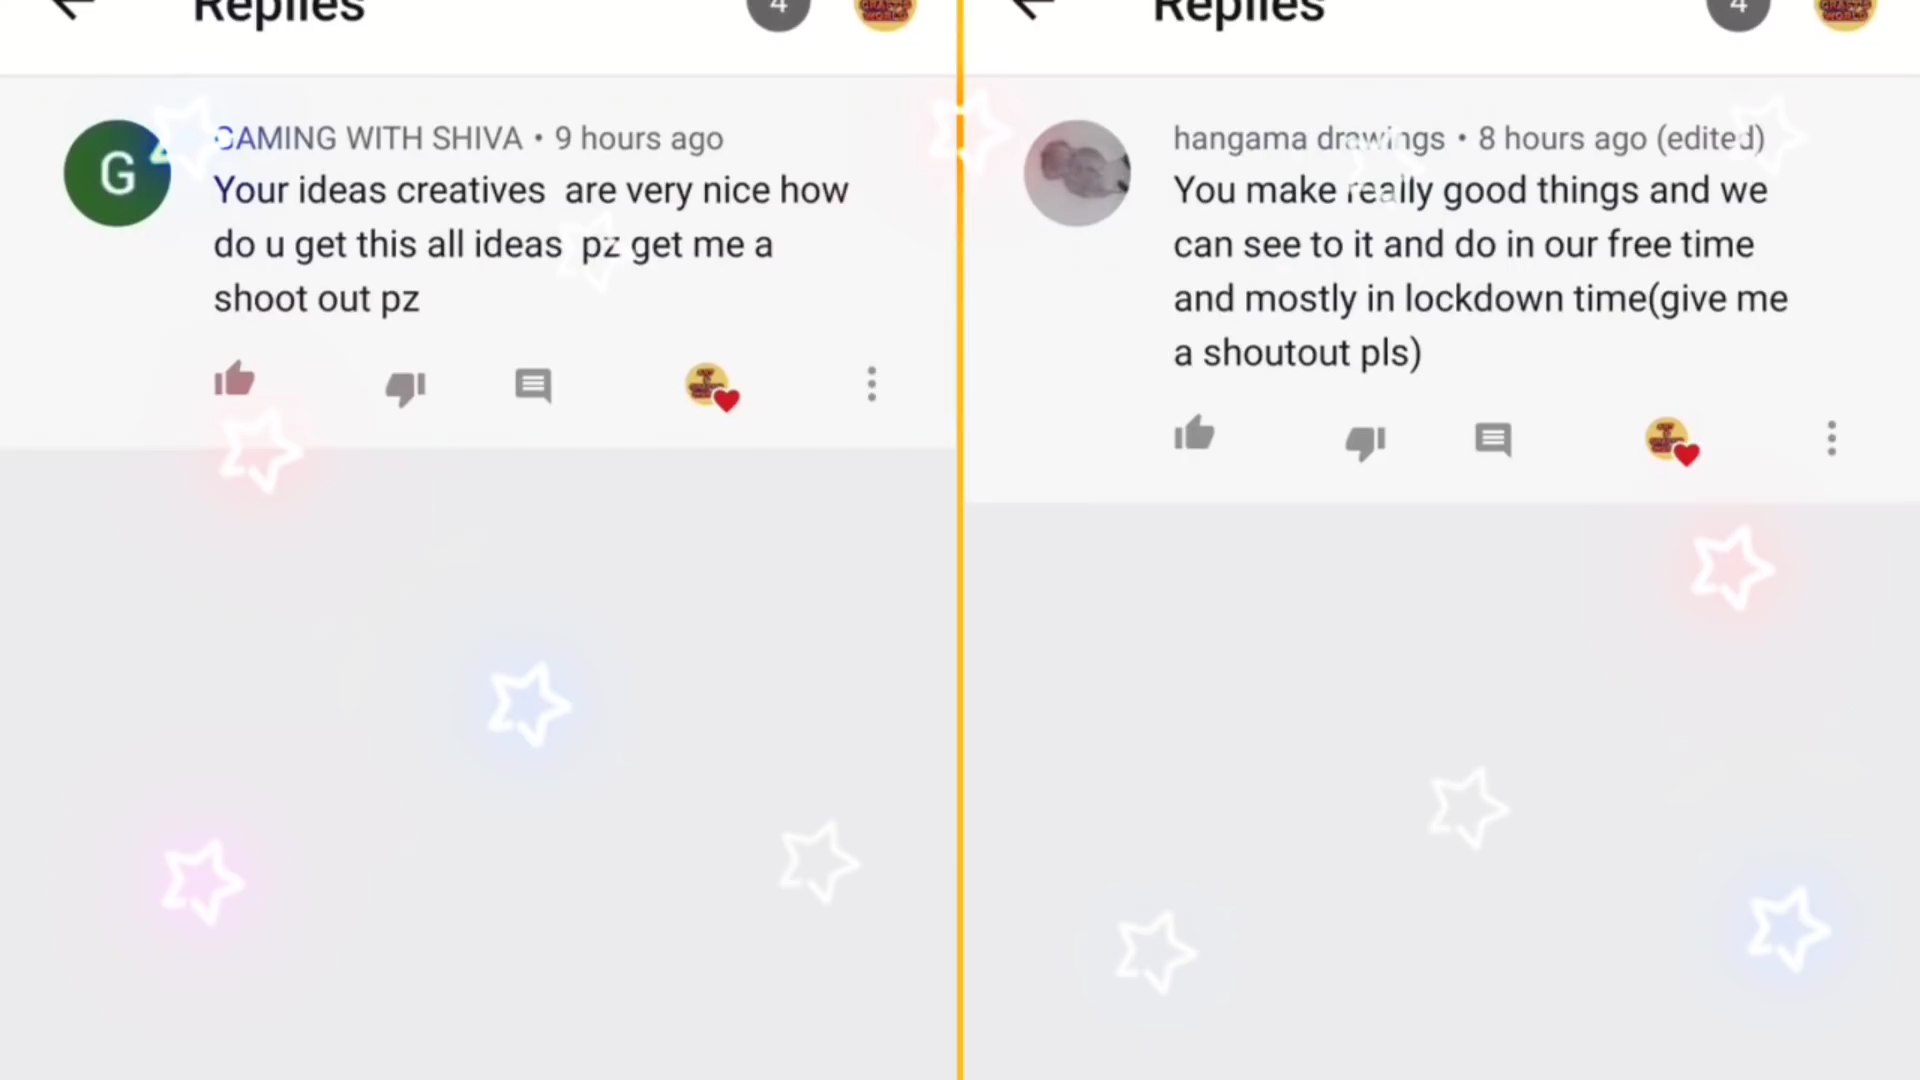 Replies
4
GAMING WITH SHIVA • 9 hours ago
Your ideas creatives  are very nice how
do u get this all ideas  pz get me a
shoot out pz
Replies
4
hangama drawings • 8 hours ago (edited)
You make really good things and we
can see to it and do in our free time
and mostly in lockdown time(give me
a shoutout pls)